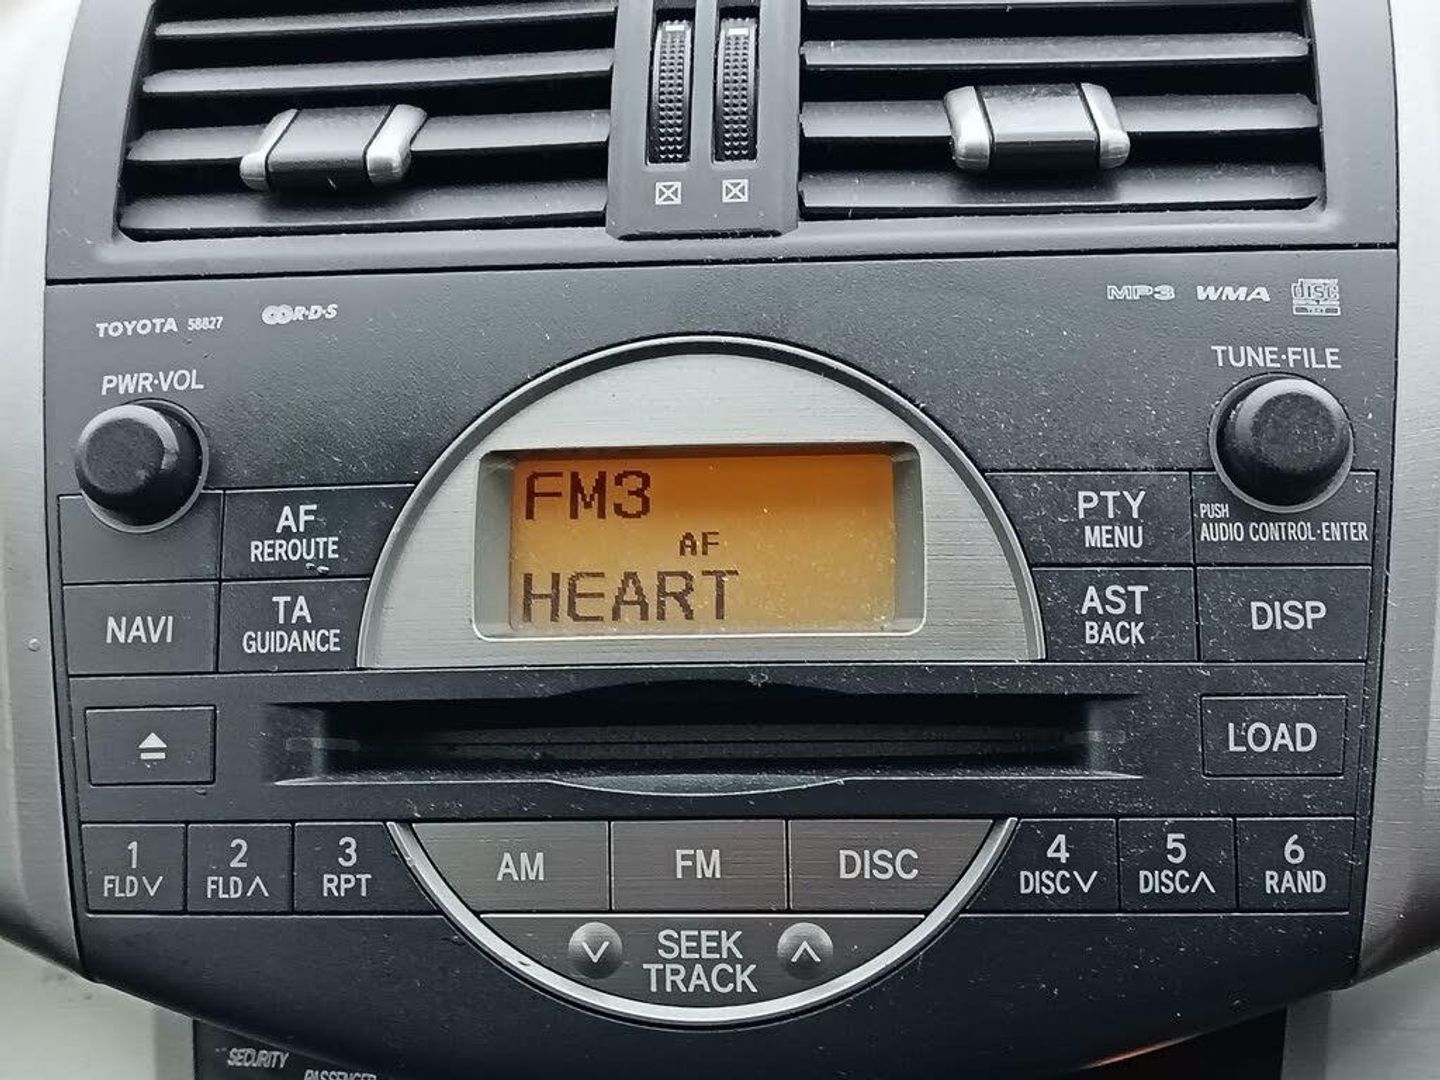 TOYOTA 58827
R·D·S
MP3 WMA disc
TEXT
PWR·VOL
TUNE·FILE
FM3
AF
HEART
AF
REROUTE
PTY
MENU
PUSH
AUDIO CONTROL·ENTER
NAVI
TA
GUIDANCE
AST
BACK
DISP
LOAD
1
FLD
2
FLD
3
RPT
AM
FM
DISC
4
DISC
5
DISC
6
RAND
SEEK
TRACK
SECURITY
PASSENGER